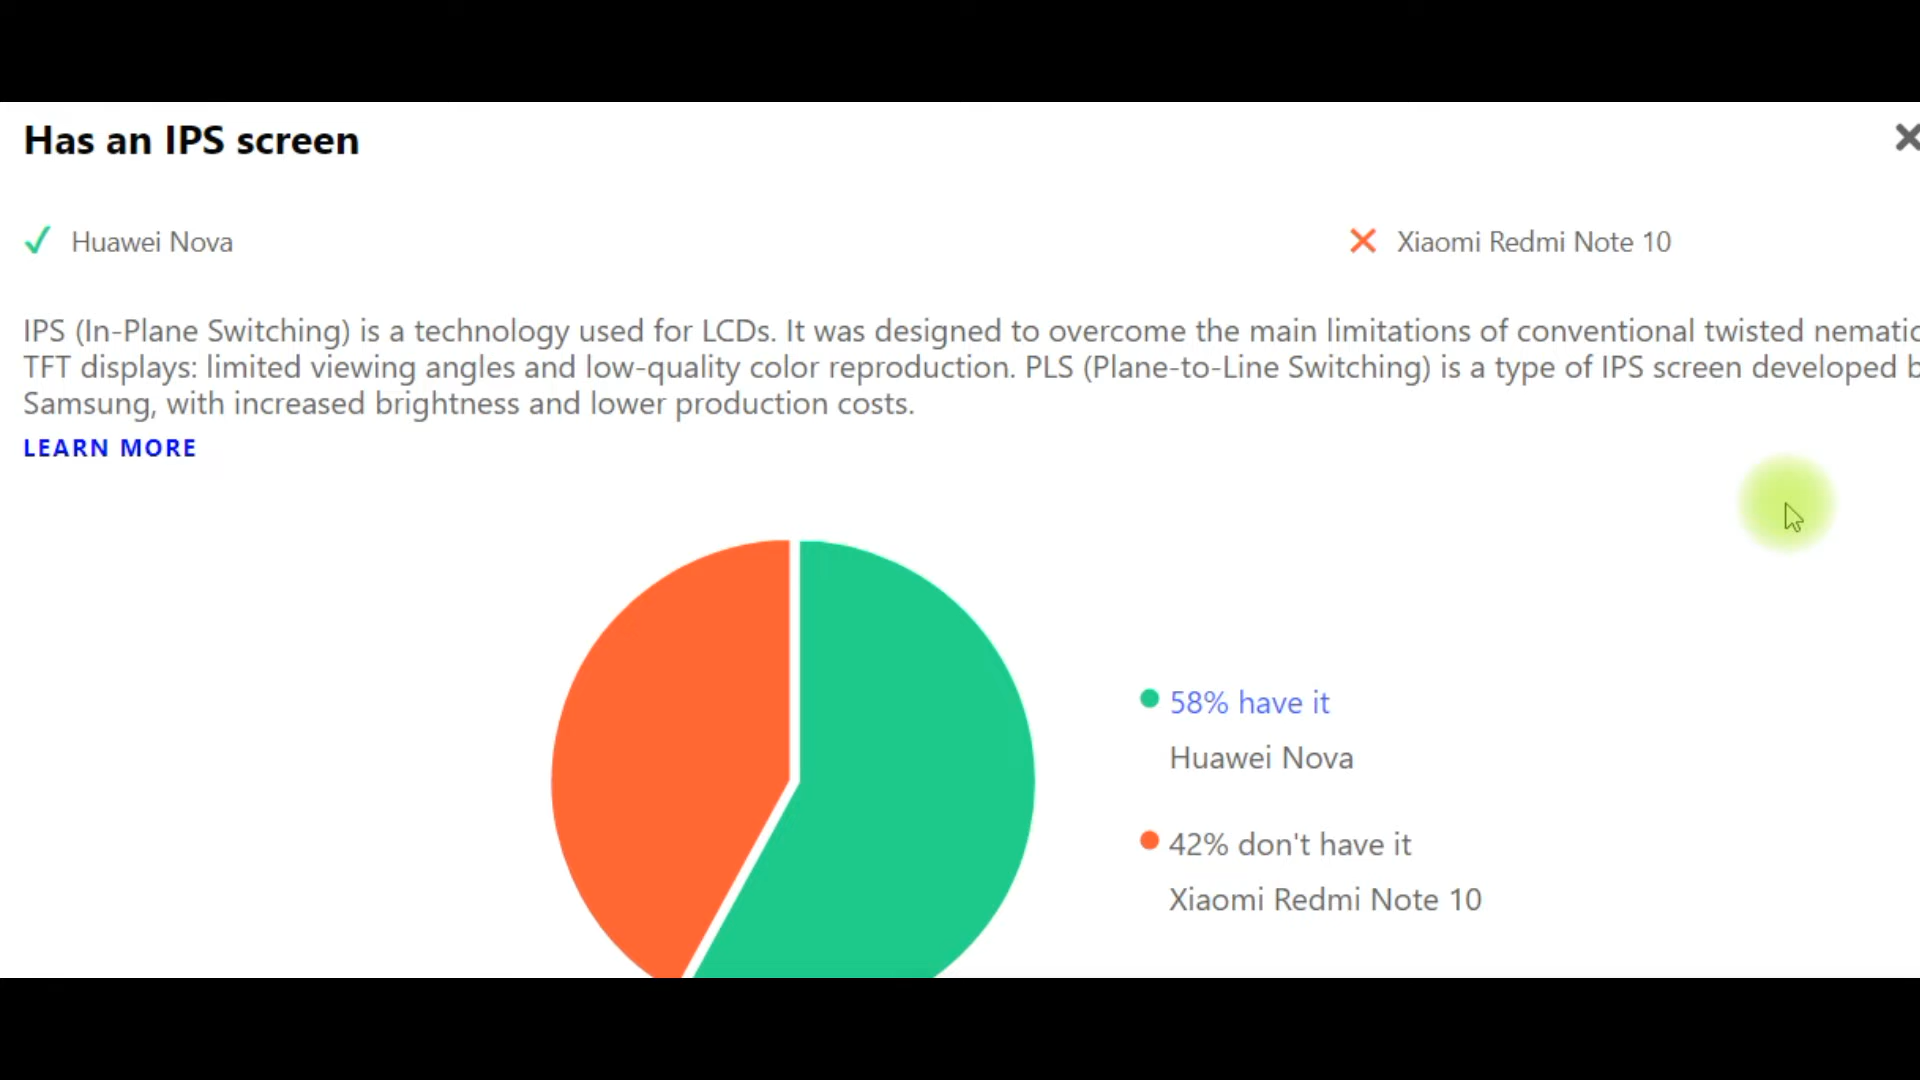 Has an IPS screen
Huawei Nova
Xiaomi Redmi Note 10
IPS (In-Plane Switching) is a technology used for LCDs. It was designed to overcome the main limitations of conventional twisted nematic
TFT displays: limited viewing angles and low-quality color reproduction. PLS (Plane-to-Line Switching) is a type of IPS screen developed
Samsung, with increased brightness and lower production costs.
LEARN MORE
58% have it
Huawei Nova
42% don't have it
Xiaomi Redmi Note 10